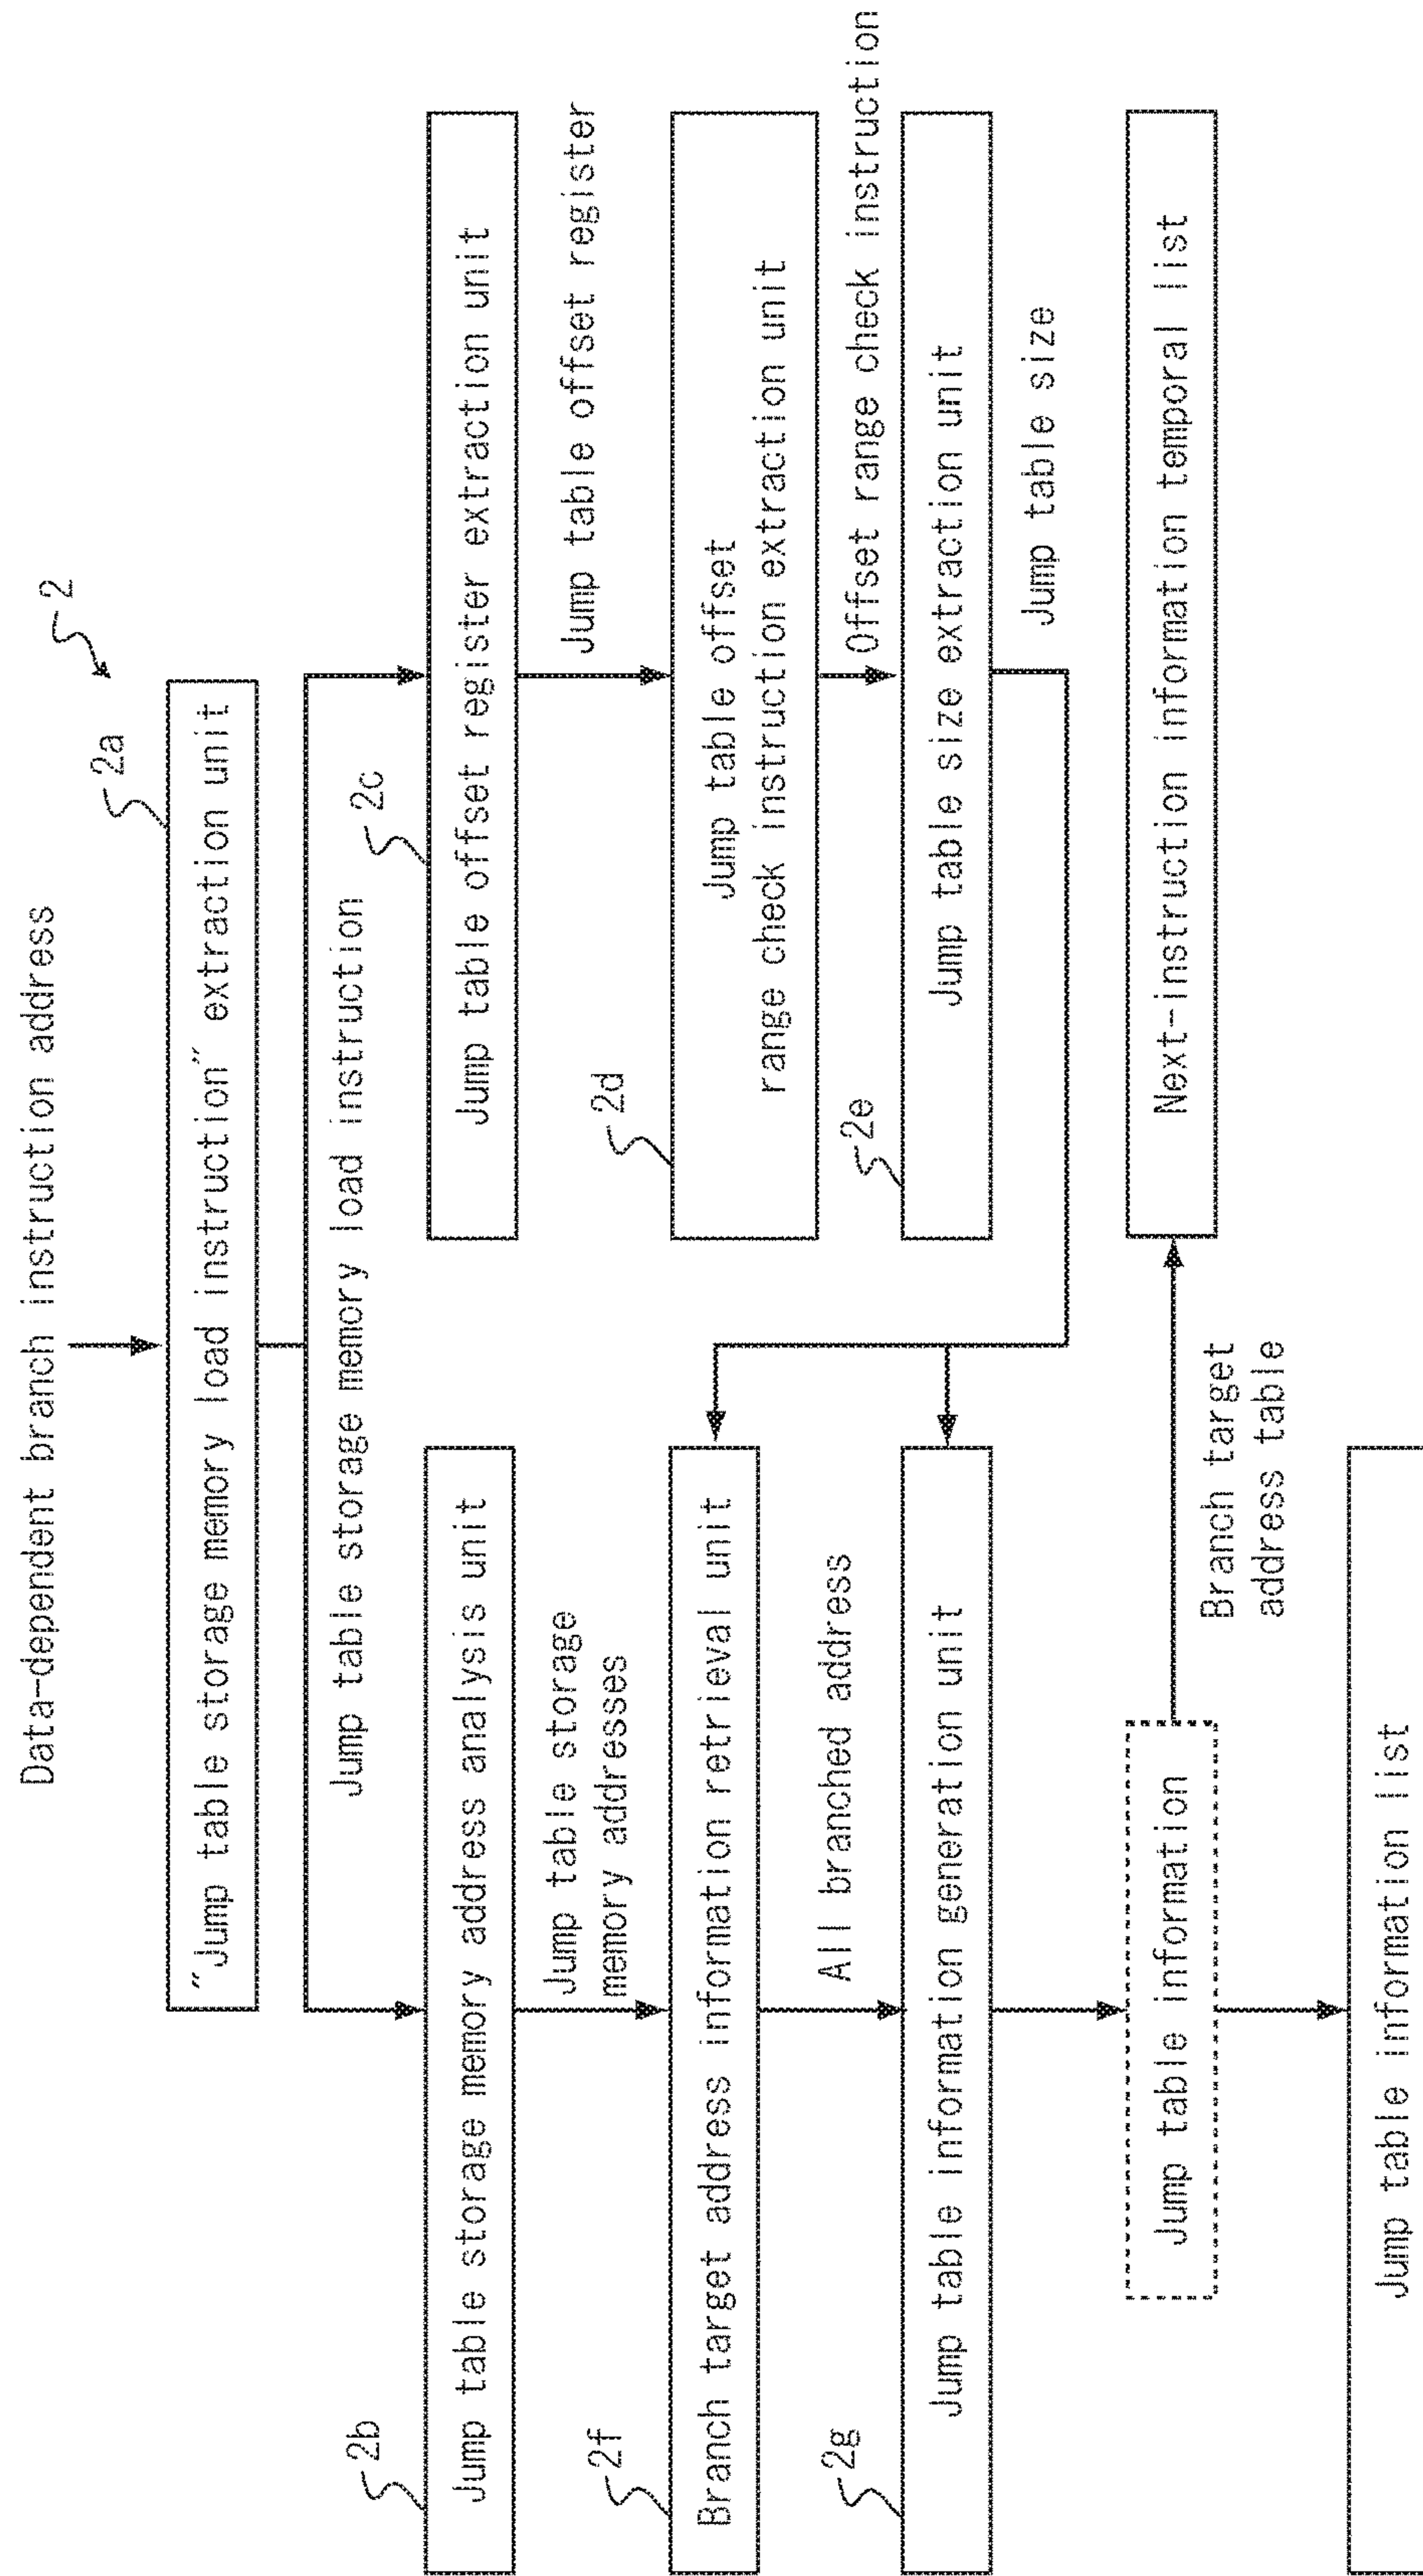 Data-dependent branch instruction address
2
2a
"Jump table storage memory load instruction" extraction unit
Jump table storage memory load instruction
2b
2c
Jump table storage memory address analysis unit
Jump table offset register extraction unit
Jump table storage
memory addresses
Jump table offset register
2f
2d
Branch target address information retrieval unit
Jump table offset
range check instruction extraction unit
All branched address
Offset range check instruction
2g
2e
Jump table information generation unit
Jump table size extraction unit
Jump table size
Jump table information
Branch target
address table
Next-instruction information temporal list
Jump table information list